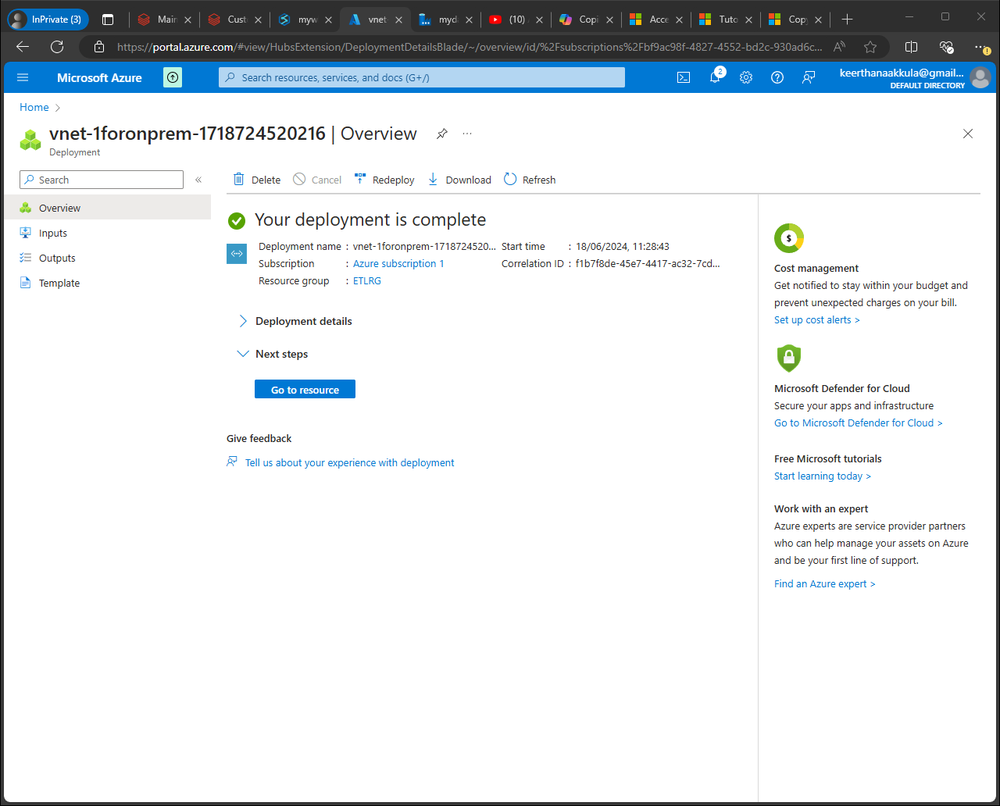 InPrivate (3)
Main
Custo
myw
vnet
myda
(10)
Copi
Acce
Tuto
Copy
https://portal.azure.com/#view/HubsExtension/DeploymentDetailsBlade/~/overview/id/%2Fsubscriptions%2Fbf9ac98f-4827-4552-bd2c-930ad6c...
Microsoft Azure
Search resources, services, and docs (G+/)
2
keerthanaakkula@gmail...
DEFAULT DIRECTORY
Home
vnet-1foronprem-1718724520216 | Overview
Deployment
Search
Delete
Cancel
Redeploy
Download
Refresh
Overview
Inputs
Outputs
Template
Your deployment is complete
Deployment name : vnet-1foronprem-1718724520...
Subscription : Azure subscription 1
Resource group : ETLRG
Start time : 18/06/2024, 11:28:43
Correlation ID : f1b7f8de-45e7-4417-ac32-7cd...
Deployment details
Next steps
Go to resource
Give feedback
Tell us about your experience with deployment
Cost management
Get notified to stay within your budget and
prevent unexpected charges on your bill.
Set up cost alerts >
Microsoft Defender for Cloud
Secure your apps and infrastructure
Go to Microsoft Defender for Cloud >
Free Microsoft tutorials
Start learning today >
Work with an expert
Azure experts are service provider partners
who can help manage your assets on Azure
and be your first line of support.
Find an Azure expert >